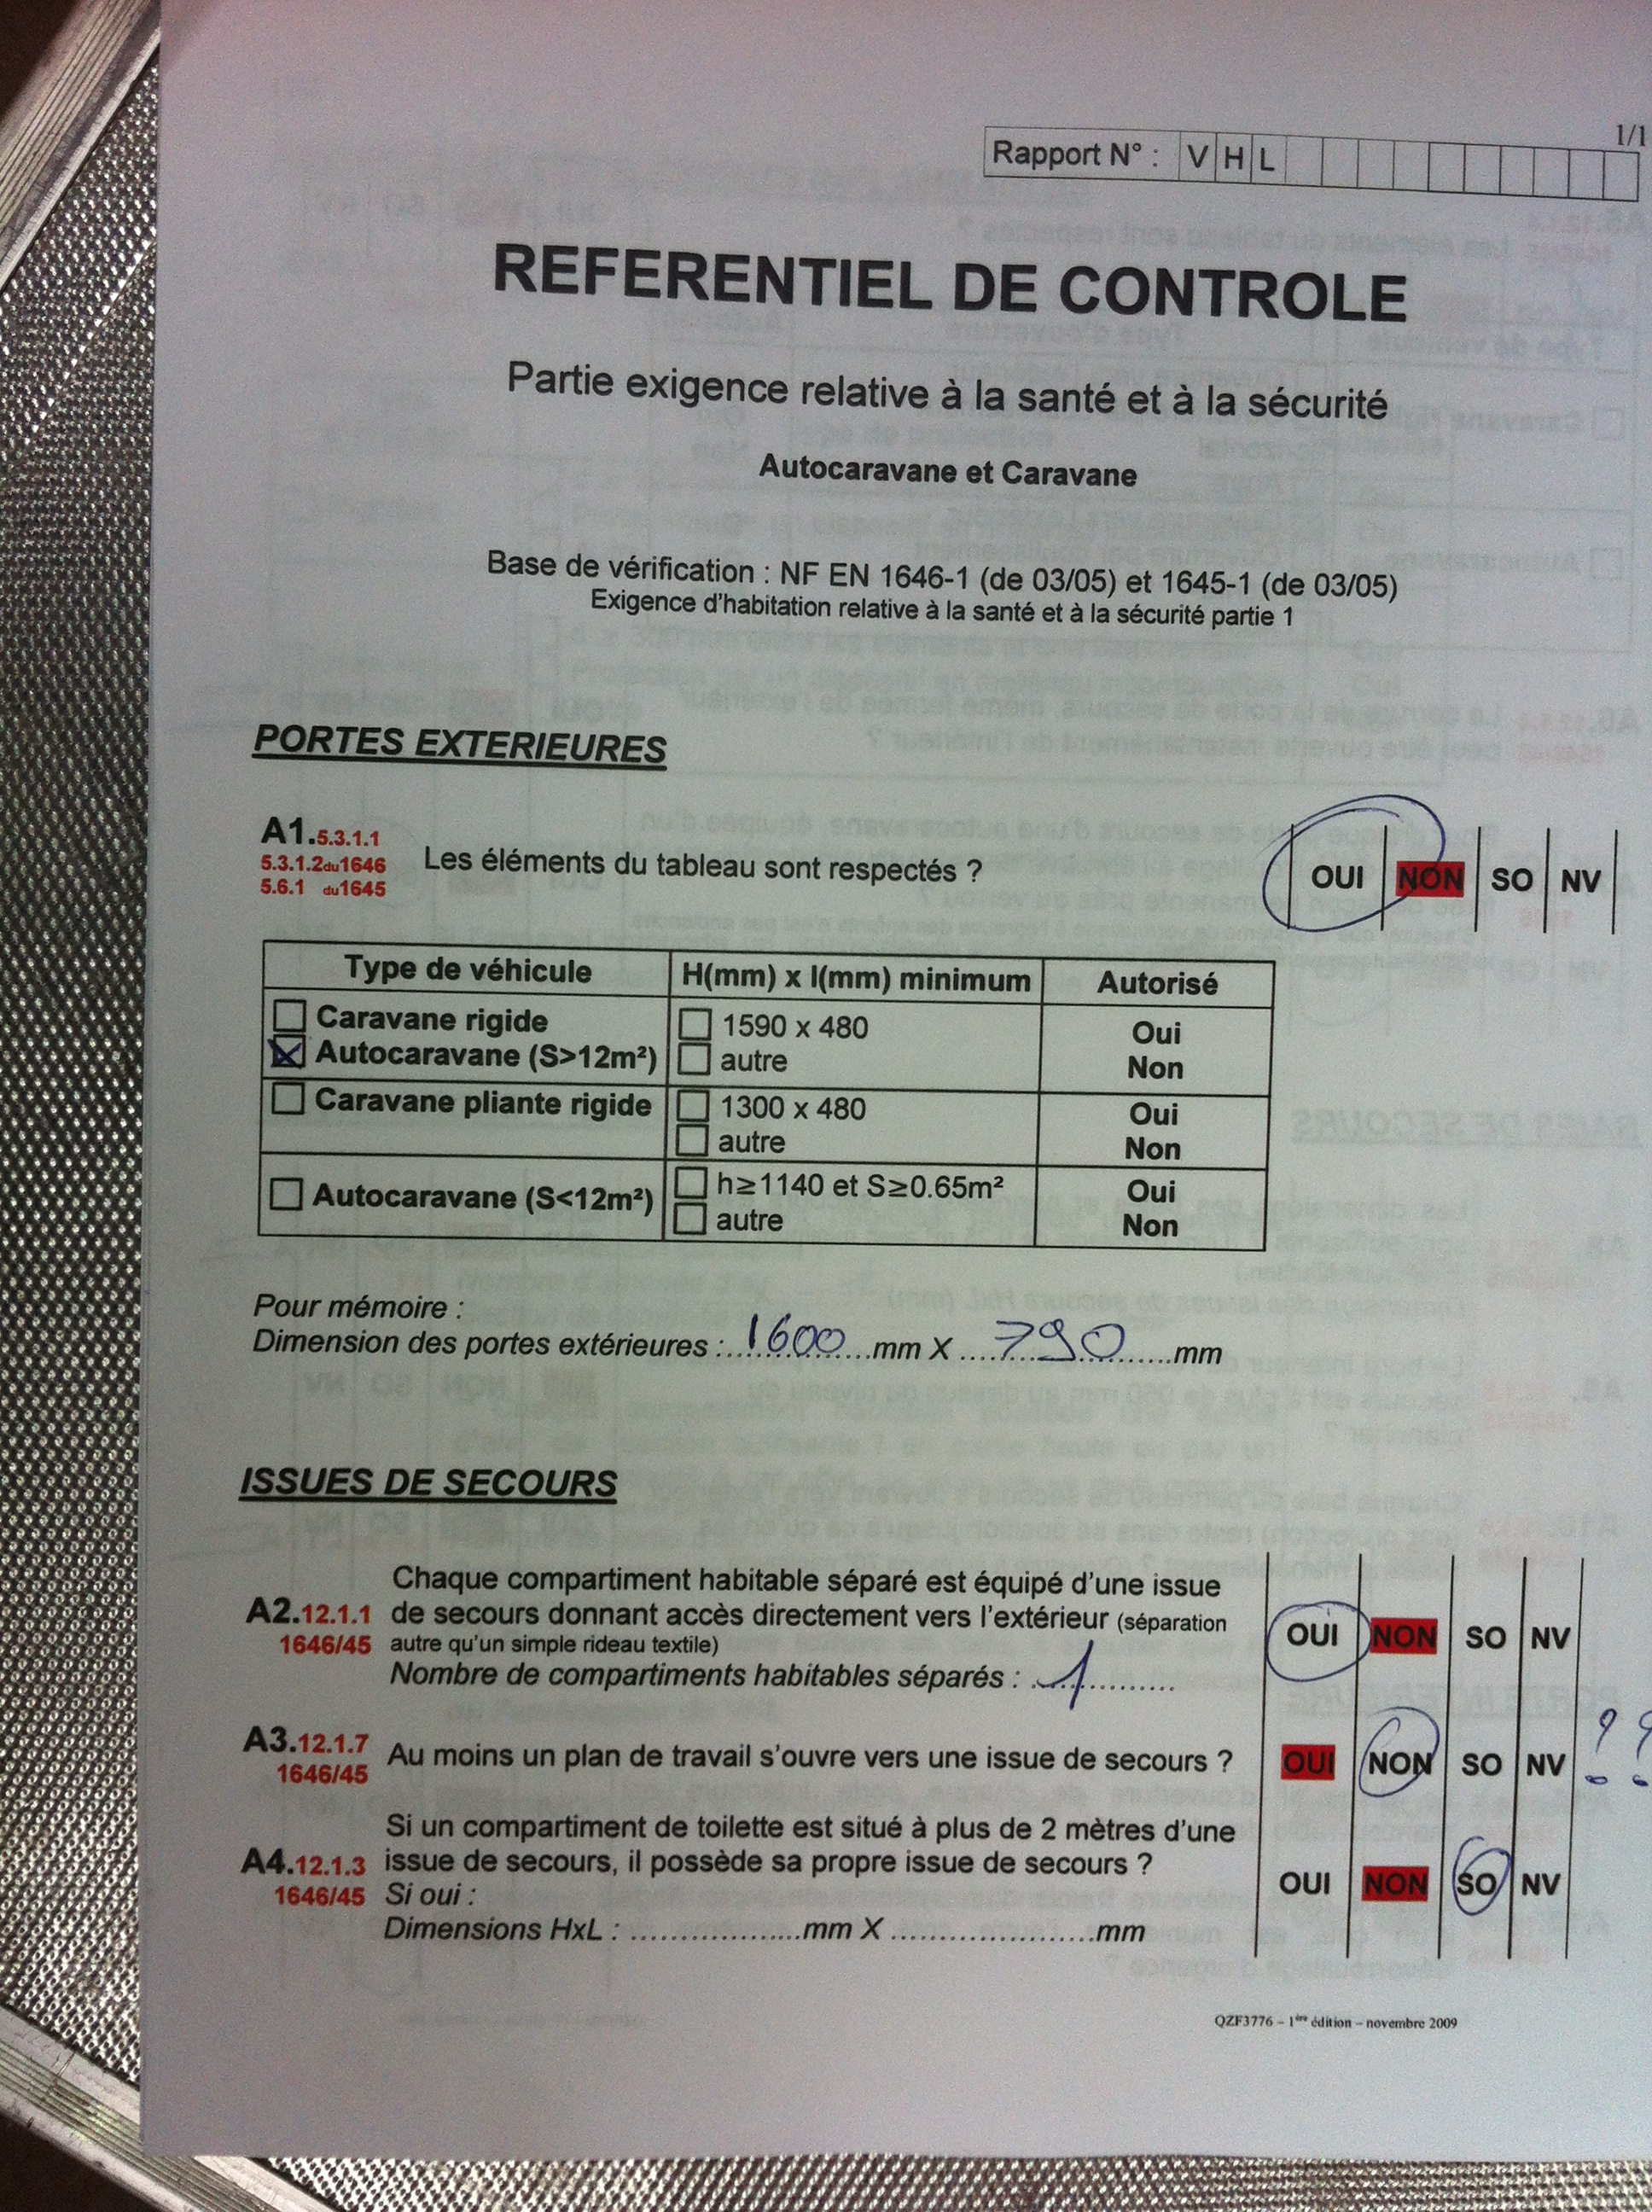 1/1
Rapport N° : V H L
REFERENTIEL DE CONTROLE
Partie exigence relative à la santé et à la sécurité
Autocaravane et Caravane
Base de vérification : NF EN 1646-1 (de 03/05) et 1645-1 (de 03/05)
Exigence d'habitation relative à la santé et à la sécurité partie 1
PORTES EXTERIEURES
A1.5.3.1.1
5.3.1.2du1646
5.6.1 du1645
Les éléments du tableau sont respectés ?
OUI NON SO NV
Type de véhicule H(mm) x l(mm) minimum Autorisé
Caravane rigide 1590 x 480 Oui
Autocaravane (S>12m²) autre Non
Caravane pliante rigide 1300 x 480 Oui
autre Non
Autocaravane (S<12m²) h≥1140 et S≥0.65m² Oui
autre Non
Pour mémoire :
Dimension des portes extérieures :...1600...mm X ...790...mm
ISSUES DE SECOURS
Chaque compartiment habitable séparé est équipé d'une issue
A2.12.1.1 de secours donnant accès directement vers l'extérieur (séparation
1646/45 autre qu'un simple rideau textile)
OUI NON SO NV
Nombre de compartiments habitables séparés : ...1...
A3.12.1.7
1646/45
Au moins un plan de travail s'ouvre vers une issue de secours ?
OUI NON SO NV ? ?
Si un compartiment de toilette est situé à plus de 2 mètres d'une
A4.12.1.3 issue de secours, il possède sa propre issue de secours ?
1646/45 Si oui :
OUI NON SO NV
Dimensions HxL : ...................mm X .......................mm
QZF3776 – 1ère édition – novembre 2009